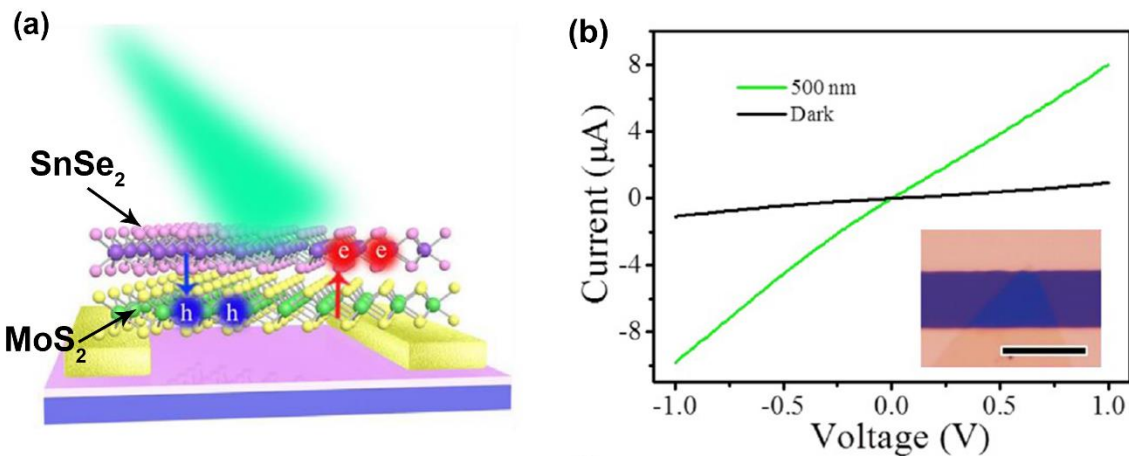 (a)
SnSe₂
e e
h h
MoS₂
(b)
Current (μA)
8
4
0
-4
-8
500 nm
Dark
-1.0 -0.5 0.0 0.5 1.0
Voltage (V)